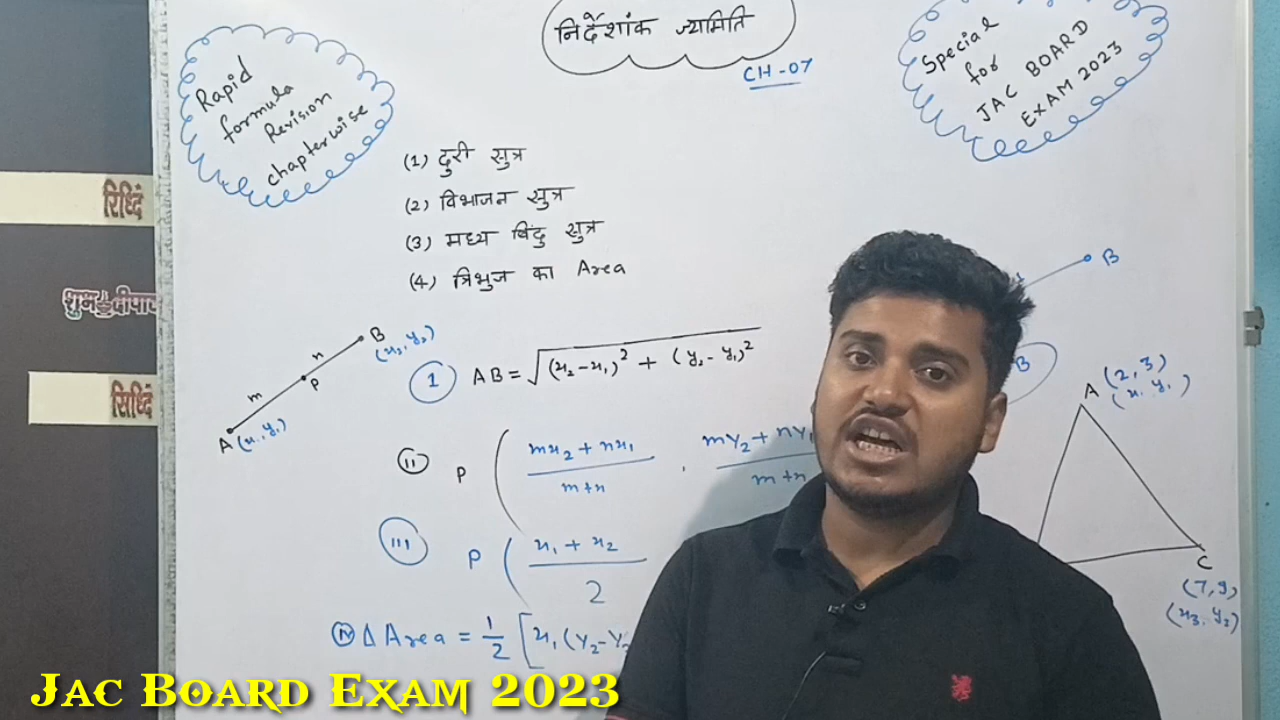 निर्देशांक ज्यामिति
CH-07
Rapid
formula
Revision
chapterwise
Special
for
JAC BOARD
EXAM 2023
(1) दुरी सुत्र
(2) विभाजन सुत्र
(3) मध्य बिंदु सुत्र
(4) त्रिभुज का Area
रिध्दिं
सिध्दिं
B
(x₂, y₂)
n
P
m
A (x₁, y₁)
1 AB = √(x₂-x₁)² + (y₂-y₁)²
II P ( mx₂ + nx₁ / m+n , my₂ + ny₁ / m+n
III P ( x₁ + x₂ / 2
IV Δ Area = 1/2 [x₁(y₂-y
B
B
A (2, 3)
(x₁ y₁)
C
(7, 9)
(x₃, y₃)
Jac Board Exam 2023